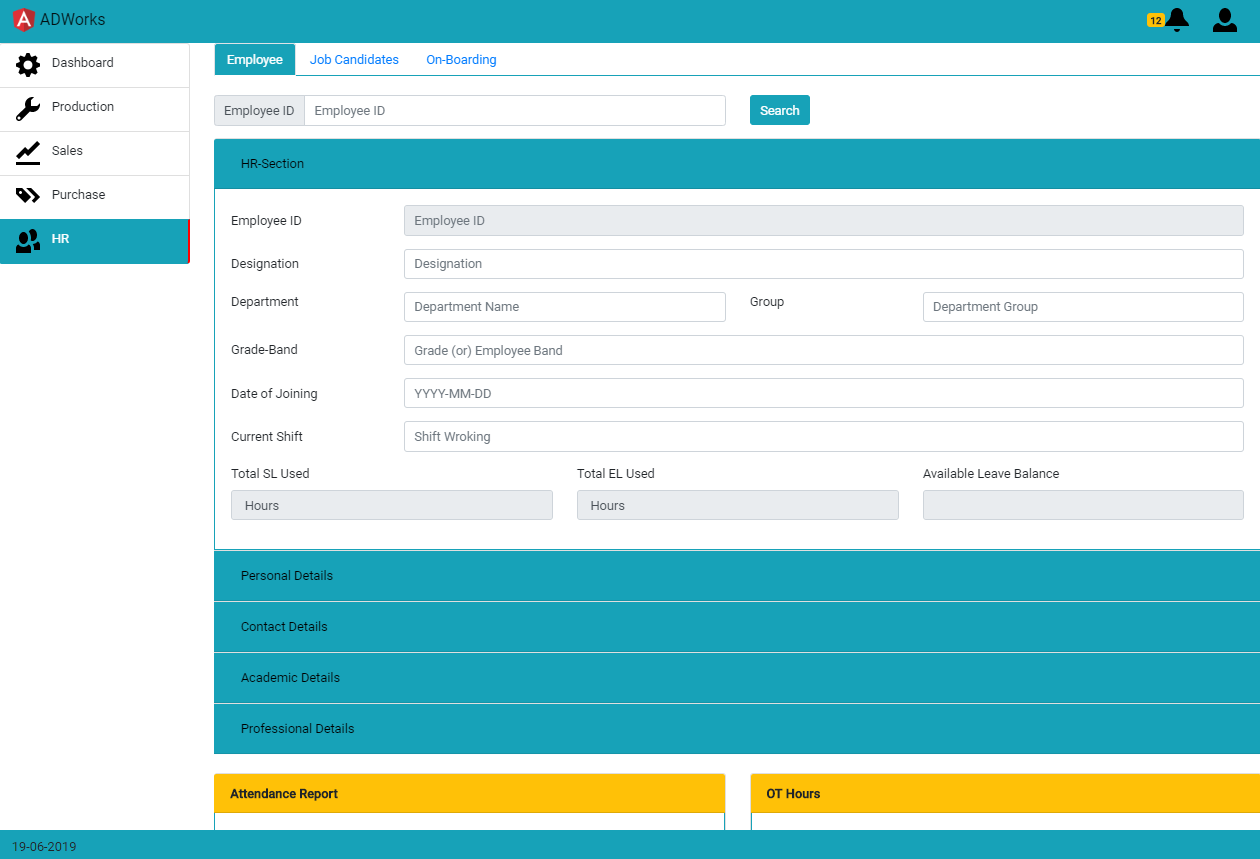 ADWorks
12
Dashboard
Production
Sales
Purchase
HR
Employee Job Candidates On-Boarding
Employee ID Employee ID Search
HR-Section
Employee ID Employee ID
Designation Designation
Department Department Name Group Department Group
Grade-Band Grade (or) Employee Band
Date of Joining YYYY-MM-DD
Current Shift Shift Wroking
Total SL Used Total EL Used Available Leave Balance
Hours Hours
Personal Details
Contact Details
Academic Details
Professional Details
Attendance Report OT Hours
19-06-2019